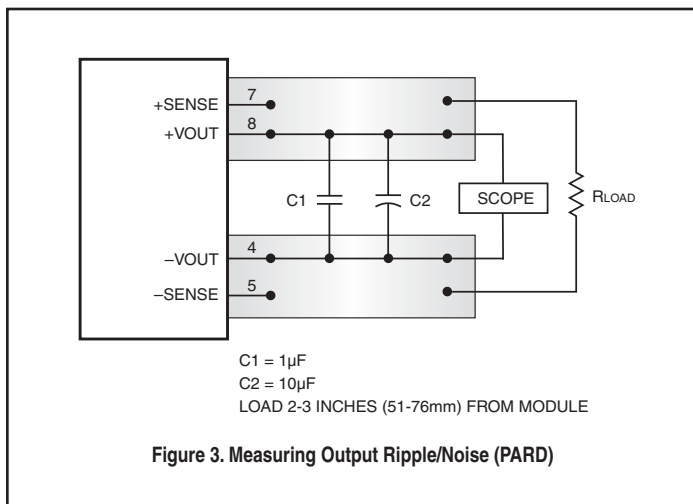 +SENSE
7
+VOUT
8
C1
C2
SCOPE
RLOAD
–VOUT
4
–SENSE
5
C1 = 1µF
C2 = 10µF
LOAD 2-3 INCHES (51-76mm) FROM MODULE
Figure 3. Measuring Output Ripple/Noise (PARD)